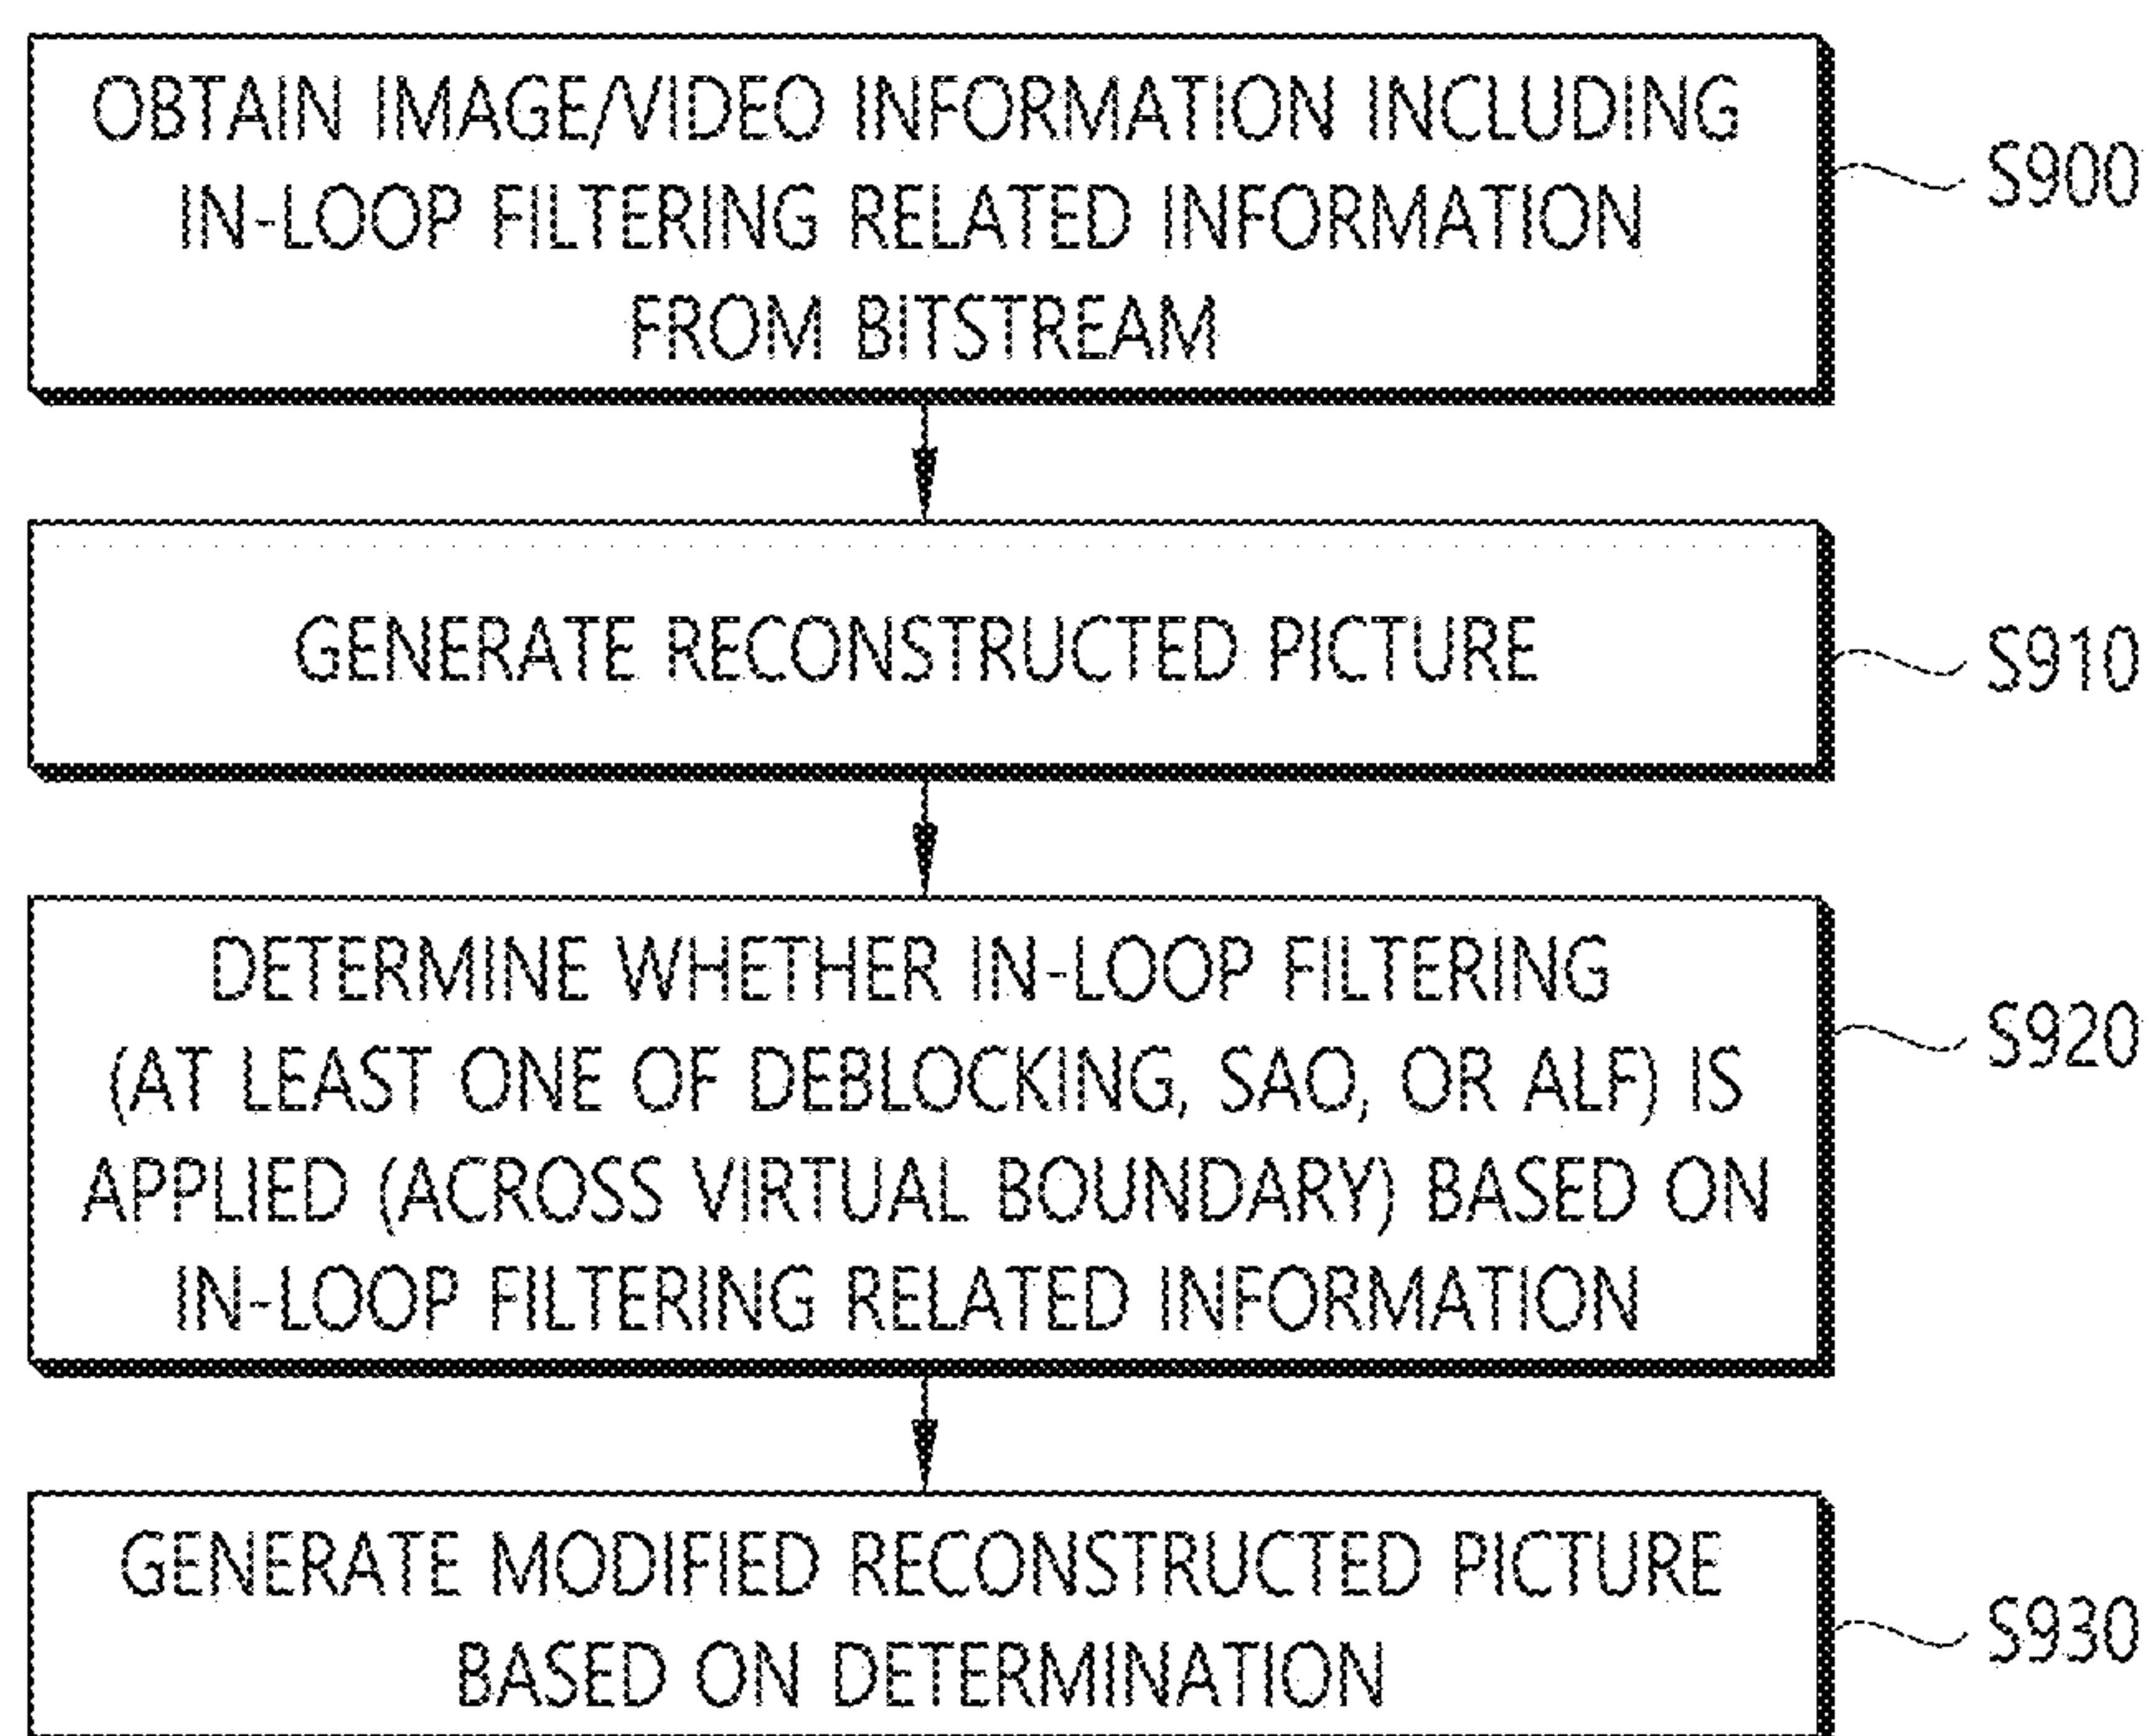 OBTAIN IMAGE/VIDEO INFORMATION INCLUDING
IN-LOOP FILTERING RELATED INFORMATION
FROM BITSTREAM
S900
GENERATE RECONSTRUCTED PICTURE
S910
DETERMINE WHETHER IN-LOOP FILTERING
(AT LEAST ONE OF DEBLOCKING, SAO, OR ALF) IS
APPLIED (ACROSS VIRTUAL BOUNDARY) BASED ON
IN-LOOP FILTERING RELATED INFORMATION
S920
GENERATE MODIFIED RECONSTRUCTED PICTURE
BASED ON DETERMINATION
S930